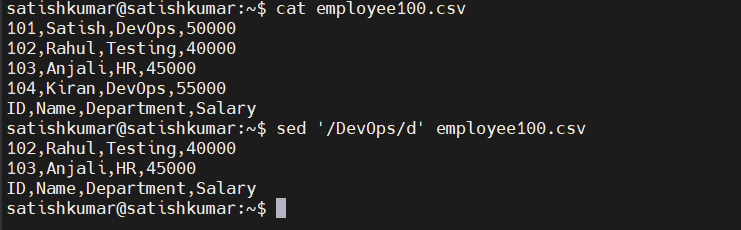 satishkumar@satishkumar:~$ cat employee100.csv
101,Satish,DevOps,50000
102,Rahul,Testing,40000
103,Anjali,HR,45000
104,Kiran,DevOps,55000
ID,Name,Department,Salary
satishkumar@satishkumar:~$ sed '/DevOps/d' employee100.csv
102,Rahul,Testing,40000
103,Anjali,HR,45000
ID,Name,Department,Salary
satishkumar@satishkumar:~$